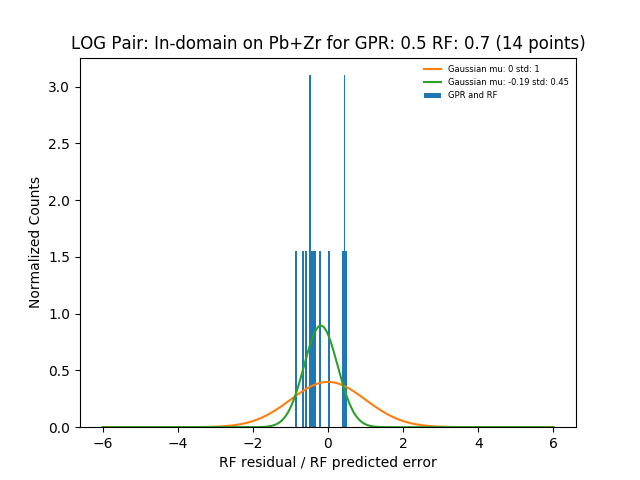 LOG Pair: In-domain on Pb+Zr for GPR: 0.5 RF: 0.7 (14 points)
Gaussian mu: 0 std: 1
Gaussian mu: -0.19 std: 0.45
GPR and RF
Normalized Counts
3.0
2.5
2.0
1.5
1.0
0.5
0.0
−6 −4 −2 0 2 4 6
RF residual / RF predicted error